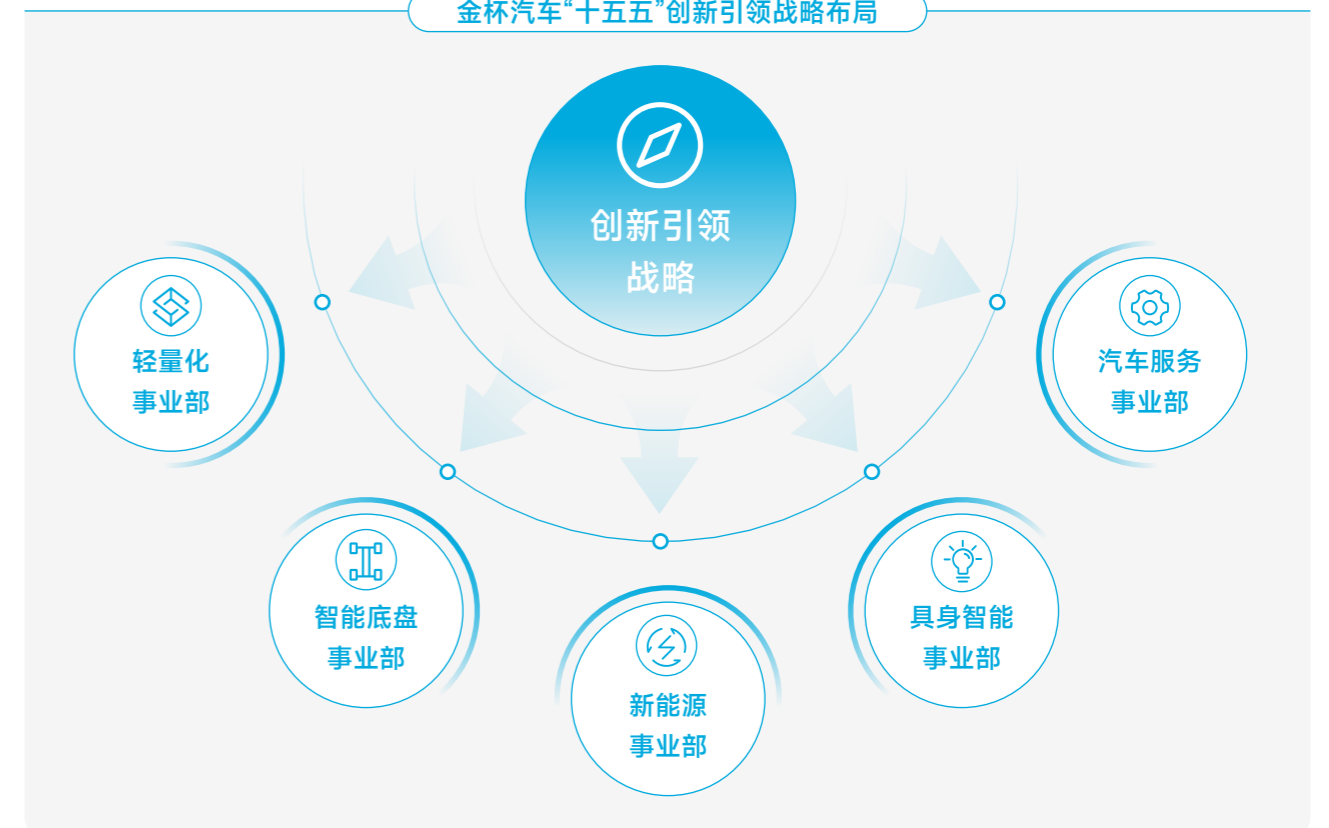 金杯汽车“十五五”创新引领战略布局
创新引领
战略
轻量化
事业部
汽车服务
事业部
智能底盘
事业部
具身智能
事业部
新能源
事业部